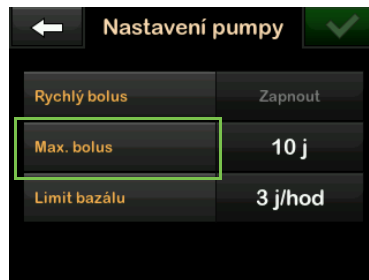 Nastavení pumpy
Rychlý bolus Zapnout
Max. bolus 10 j
Limit bazálu 3 j/hod